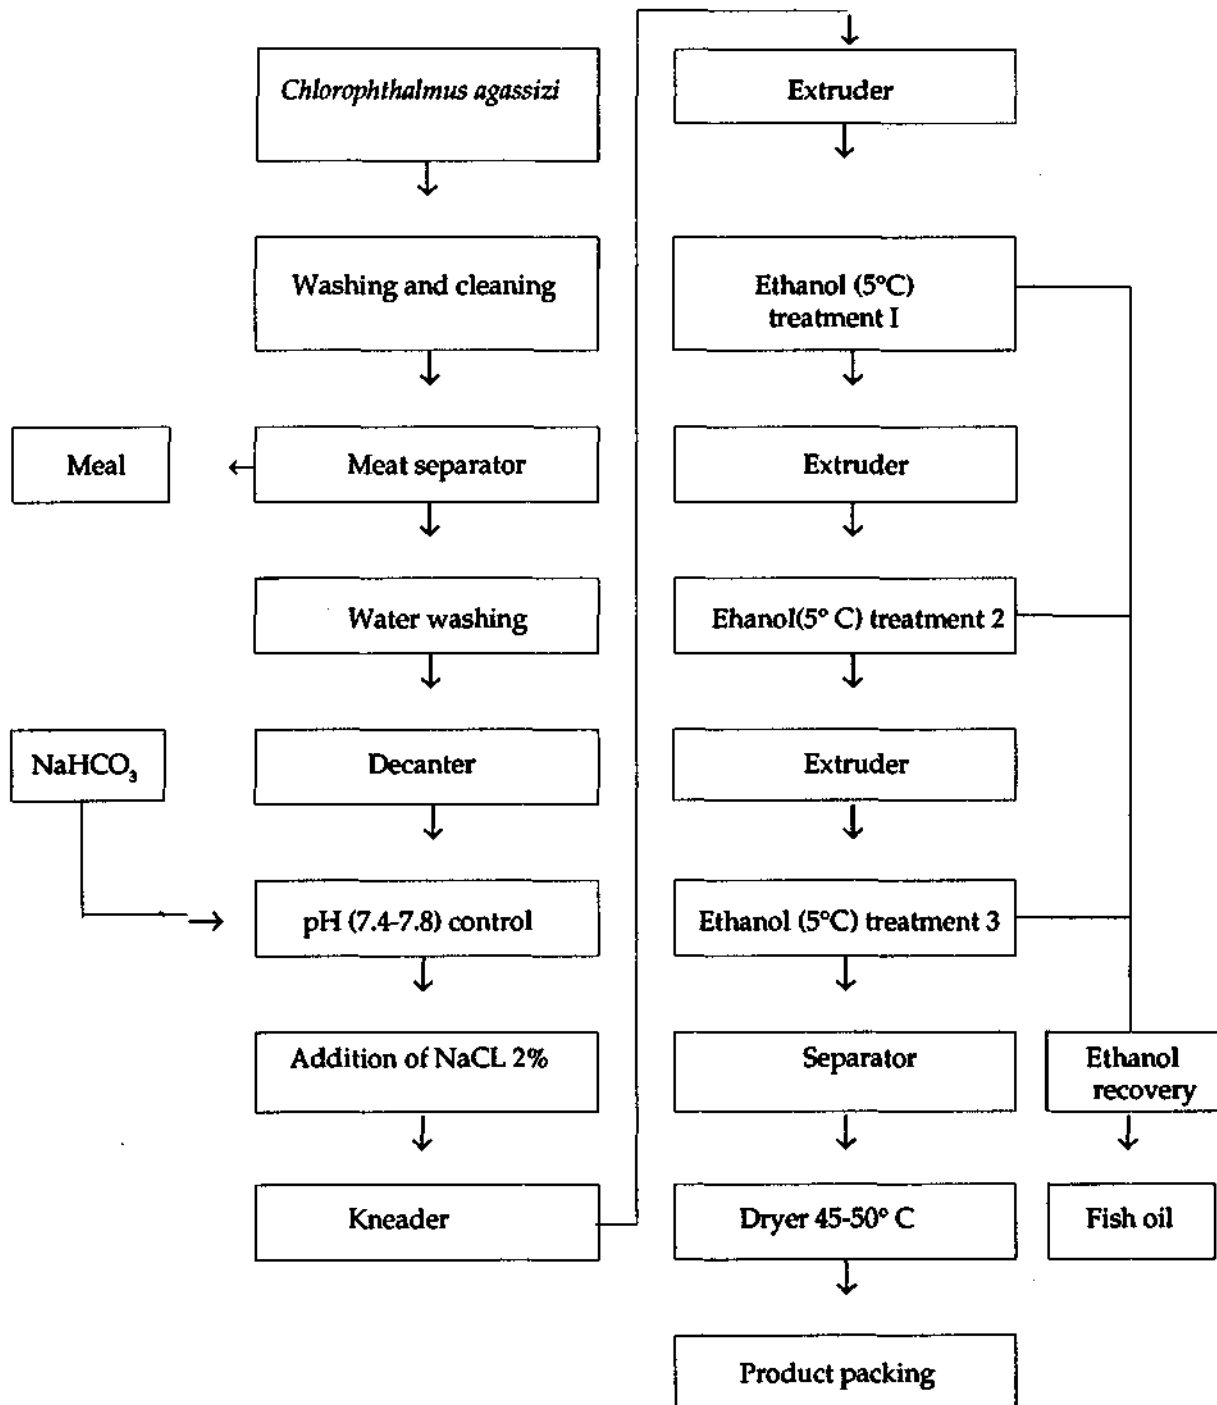 Chlorophthalmus agassizi
Washing and cleaning
Meal
Meat separator
Water washing
NaHCO₃
Decanter
pH (7.4-7.8) control
Addition of NaCL 2%
Kneader
Extruder
Ethanol (5°C)
treatment I
Extruder
Ehanol(5° C) treatment 2
Extruder
Ethanol (5°C) treatment 3
Separator
Ethanol
recovery
Dryer 45-50° C
Fish oil
Product packing